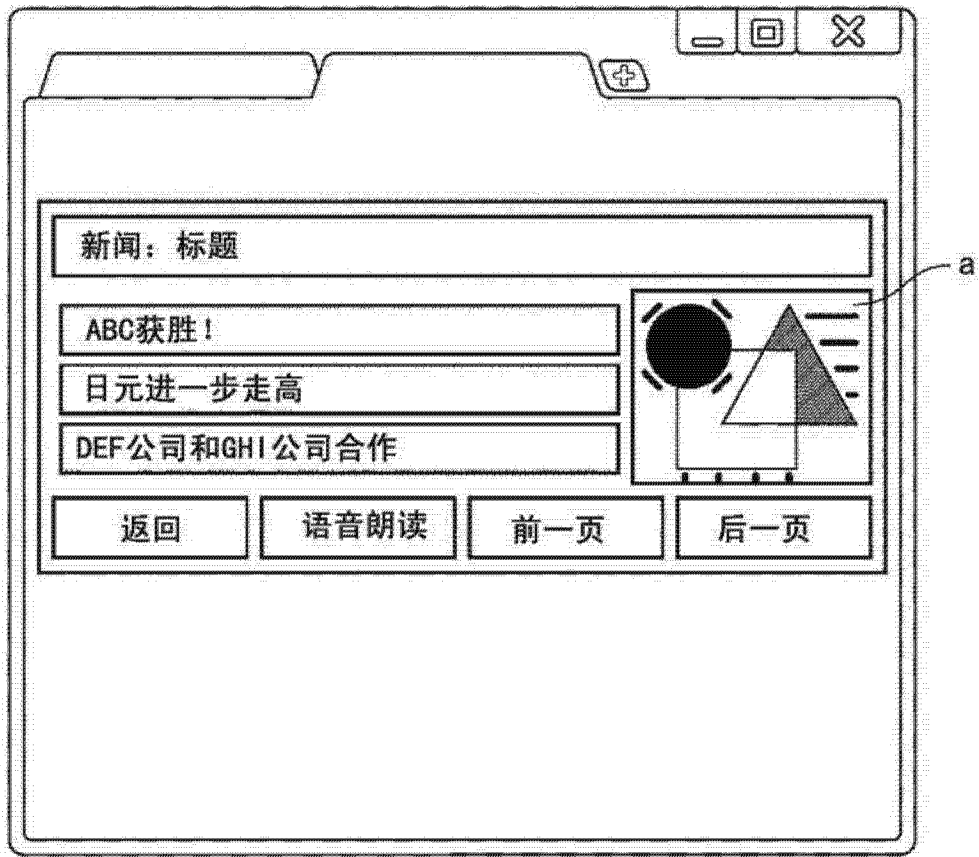 新闻：标题
a
ABC获胜！
日元进一步走高
DEF公司和GHI公司合作
返回 语音朗读 前一页 后一页